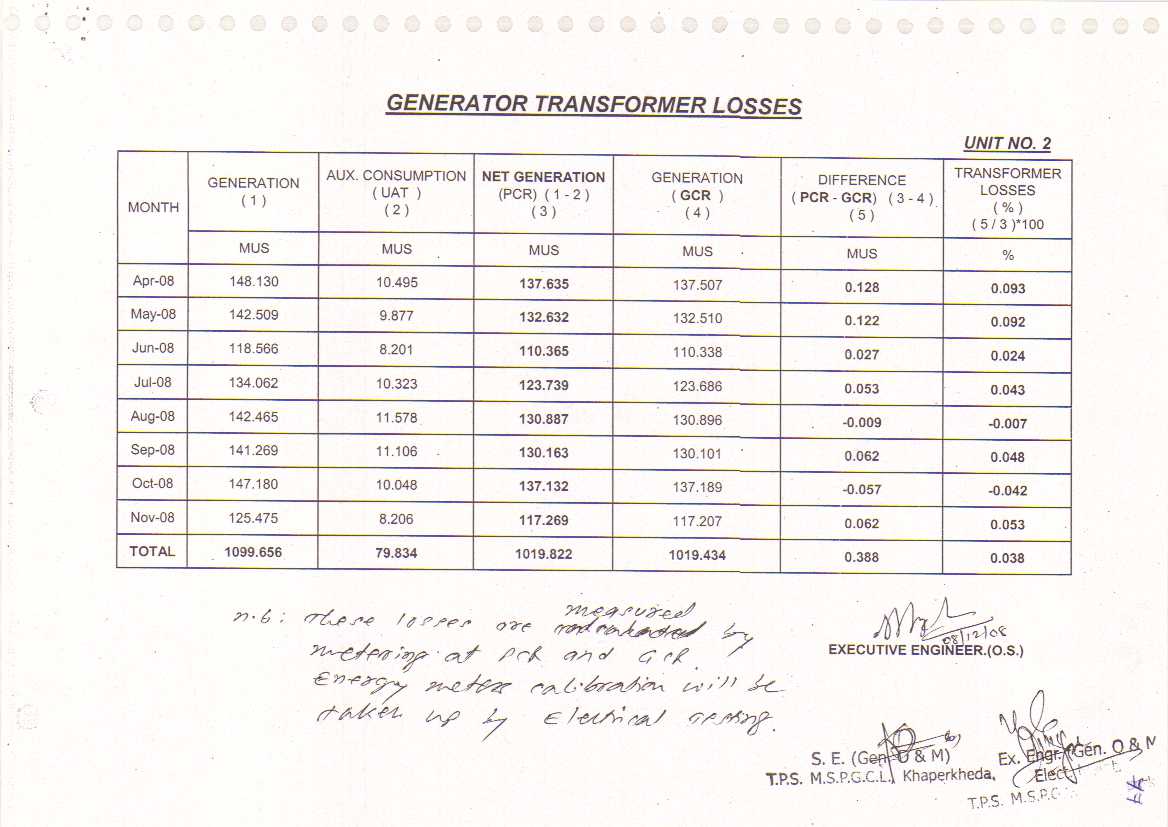 GENERATOR TRANSFORMER LOSSES
UNIT NO. 2
MONTH GENERATION ( 1 ) AUX. CONSUMPTION ( UAT ) ( 2 ) NET GENERATION (PCR) ( 1 - 2 ) ( 3 ) GENERATION ( GCR ) ( 4 ) DIFFERENCE ( PCR - GCR) ( 3 - 4 ) ( 5 ) TRANSFORMER LOSSES ( % ) ( 5 / 3 )*100
MUS MUS MUS MUS MUS %
Apr-08 148.130 10.495 137.635 137.507 0.128 0.093
May-08 142.509 9.877 132.632 132.510 0.122 0.092
Jun-08 118.566 8.201 110.365 110.338 0.027 0.024
Jul-08 134.062 10.323 123.739 123.686 0.053 0.043
Aug-08 142.465 11.578 130.887 130.896 -0.009 -0.007
Sep-08 141.269 11.106 130.163 130.101 0.062 0.048
Oct-08 147.180 10.048 137.132 137.189 -0.057 -0.042
Nov-08 125.475 8.206 117.269 117.207 0.062 0.053
TOTAL 1099.656 79.834 1019.822 1019.434 0.388 0.038
n.b: These losses are measured by
metering at PCR and GCR.
Energy meter calibration will be
taken up by Electrical Testing.
08/12/08
EXECUTIVE ENGINEER.(O.S.)
S. E. (Gen O & M)
T.P.S. M.S.P.G.C.L., Khaperkheda,
Ex. Engr. Gen. O & M
Elect
T.P.S. M.S.P.G